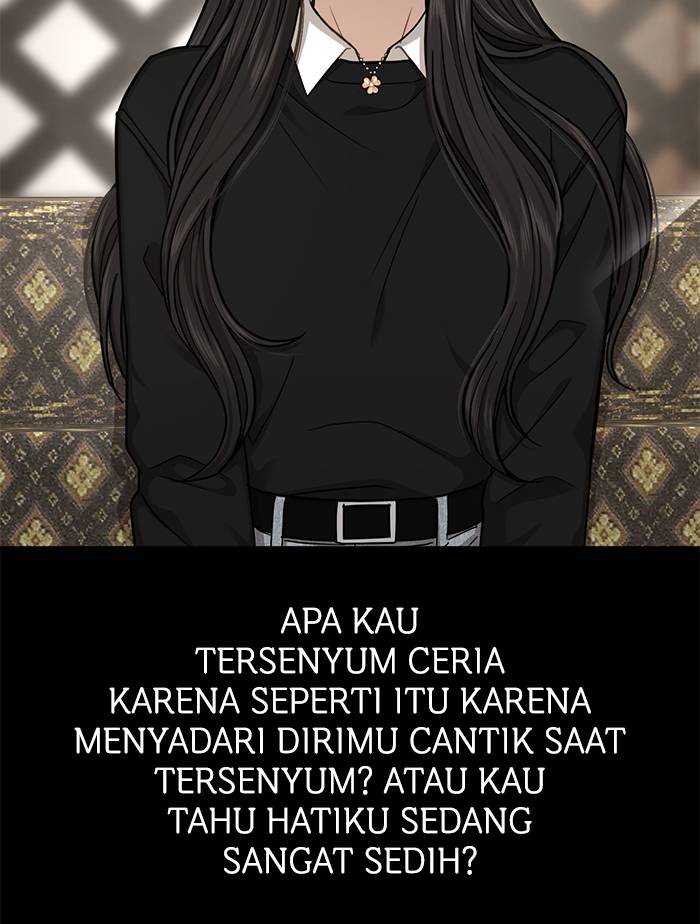 APA KAU
TERSENYUM CERIA
KARENA SEPERTI ITU KARENA
MENYADARI DIRIMU CANTIK SAAT
TERSENYUM? ATAU KAU
TAHU HATIKU SEDANG
SANGAT SEDIH?